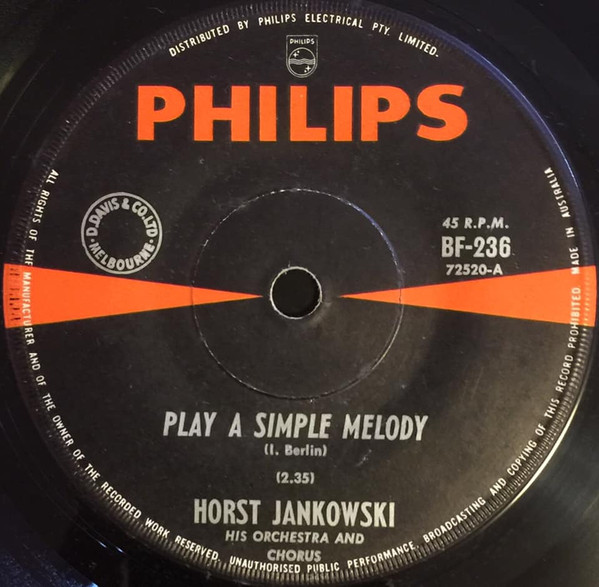 DISTRIBUTED BY PHILIPS ELECTRICAL PTY. LIMITED.
PHILIPS
PHILIPS
D.DAVIS & CO.LTD
·MELBOURNE·
45 R.P.M.
BF-236
72520-A
PLAY A SIMPLE MELODY
(I. Berlin)
(2.35)
HORST JANKOWSKI
HIS ORCHESTRA AND
CHORUS
ALL RIGHTS OF THE MANUFACTURER AND OF THE OWNER OF THE RECORDED WORK RESERVED. UNAUTHORISED PUBLIC PERFORMANCE, BROADCASTING AND COPYING OF THIS RECORD PROHIBITED. MADE IN AUSTRALIA